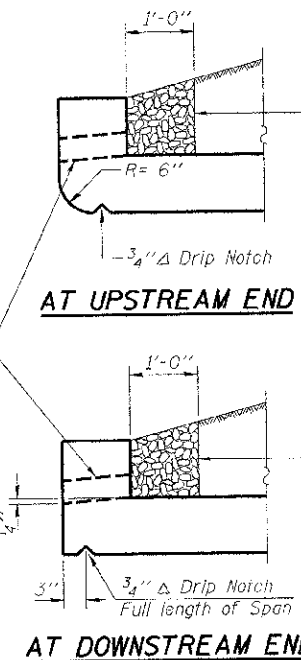 1'-0"
R= 6"
3/4" Δ Drip Notch
AT UPSTREAM END
1'-0"
3"
3/4" Δ Drip Notch
Full length of Span
AT DOWNSTREAM END